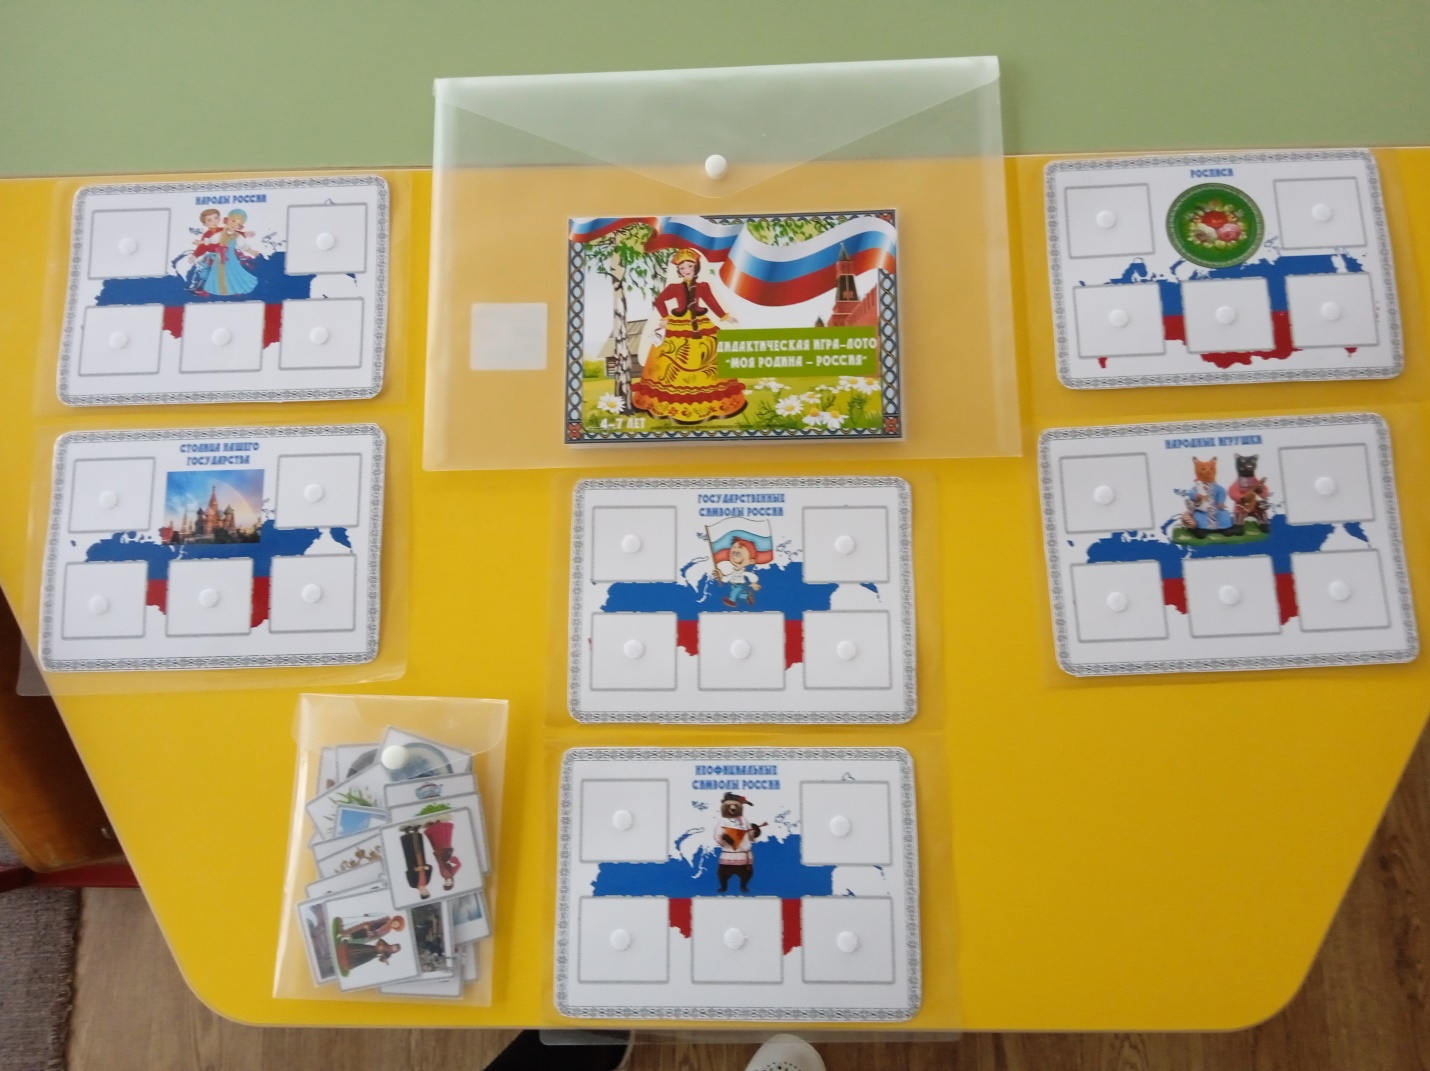 НАРОДЫ РОССИИ
ДИДАКТИЧЕСКАЯ ИГРА-ЛОТО
"МОЯ РОДИНА - РОССИЯ"
4-7 ЛЕТ
РОСПИСИ
СТОЛИЦА НАШЕГО
ГОСУДАРСТВА
ГОСУДАРСТВЕННЫЕ
СИМВОЛЫ РОССИИ
НАРОДНЫЕ ИГРУШКИ
НЕОФИЦИАЛЬНЫЕ
СИМВОЛЫ РОССИИ